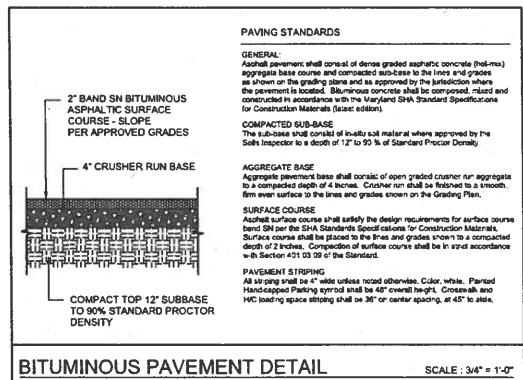 PAVING STANDARDS
GENERAL:
Asphalt pavement shall consist of dense graded asphaltic concrete (hot-mix)
aggregate base course and compacted sub-base to the lines and grades
as shown on the grading plans and as approved by the jurisdiction where
the pavement is located. Bituminous concrete shall be composed, mixed and
constructed in accordance with the Maryland SHA Standard Specifications
for Construction Materials (latest edition).
COMPACTED SUB-BASE
The sub-base shall consist of in-situ soil material where approved by the
Soils Inspector to a depth of 12" to 90 % of Standard Proctor Density
AGGREGATE BASE
Aggregate pavement base shall consist of open graded crusher run aggregate
to a compacted depth of 4 inches. Crusher run shall be finished to a smooth,
firm even surface to the lines and grades shown on the Grading Plan.
SURFACE COURSE
Asphalt surface course shall satisfy the design requirements for surface course
band SN per the SHA Standards Specifications for Construction Materials.
Surface course shall be placed to the lines and grades shown to a compacted
depth of 2 inches. Compaction of surface course shall be in strict accordance
with Section 401 03 09 of the Standard.
PAVEMENT STRIPING
All striping shall be 4" wide unless noted otherwise. Color, white. Painted
Handicapped Parking symbol shall be 48" overall height. Crosswalk and
H/C loading space striping shall be 36" on center spacing, at 45° to aisle.
2" BAND SN BITUMINOUS
ASPHALTIC SURFACE
COURSE - SLOPE
PER APPROVED GRADES
4" CRUSHER RUN BASE
COMPACT TOP 12" SUBBASE
TO 90% STANDARD PROCTOR
DENSITY
BITUMINOUS PAVEMENT DETAIL
SCALE : 3/4" = 1'-0"